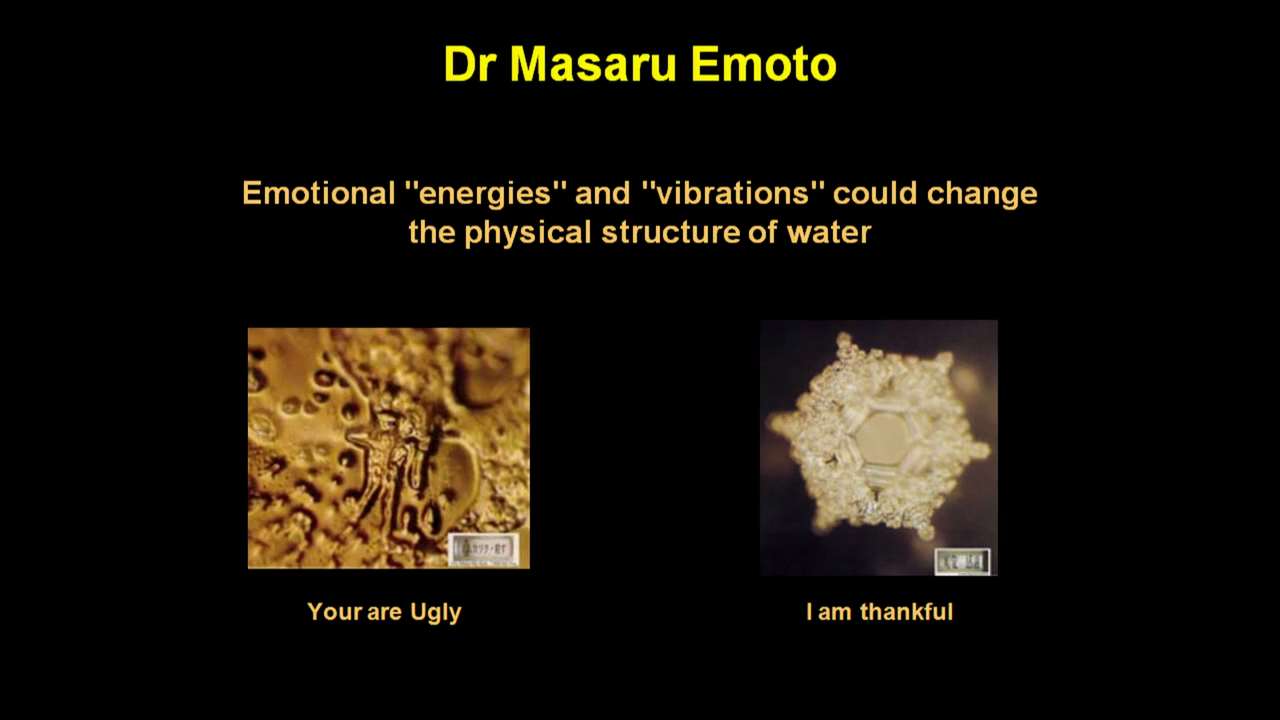 Dr Masaru Emoto
Emotional "energies" and "vibrations" could change
the physical structure of water
Your are Ugly
I am thankful